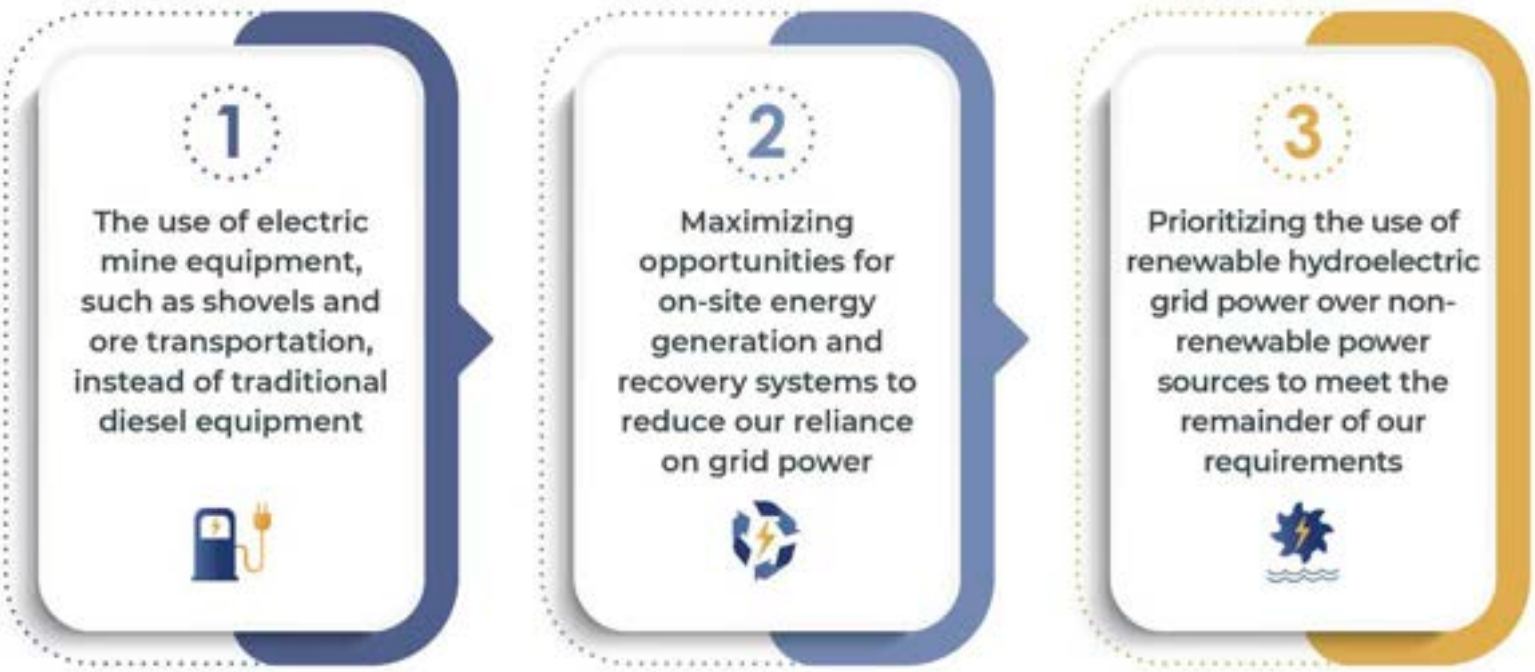 1
The use of electric
mine equipment,
such as shovels and
ore transportation,
instead of traditional
diesel equipment
2
Maximizing
opportunities for
on-site energy
generation and
recovery systems to
reduce our reliance
on grid power
3
Prioritizing the use of
renewable hydroelectric
grid power over non-
renewable power
sources to meet the
remainder of our
requirements